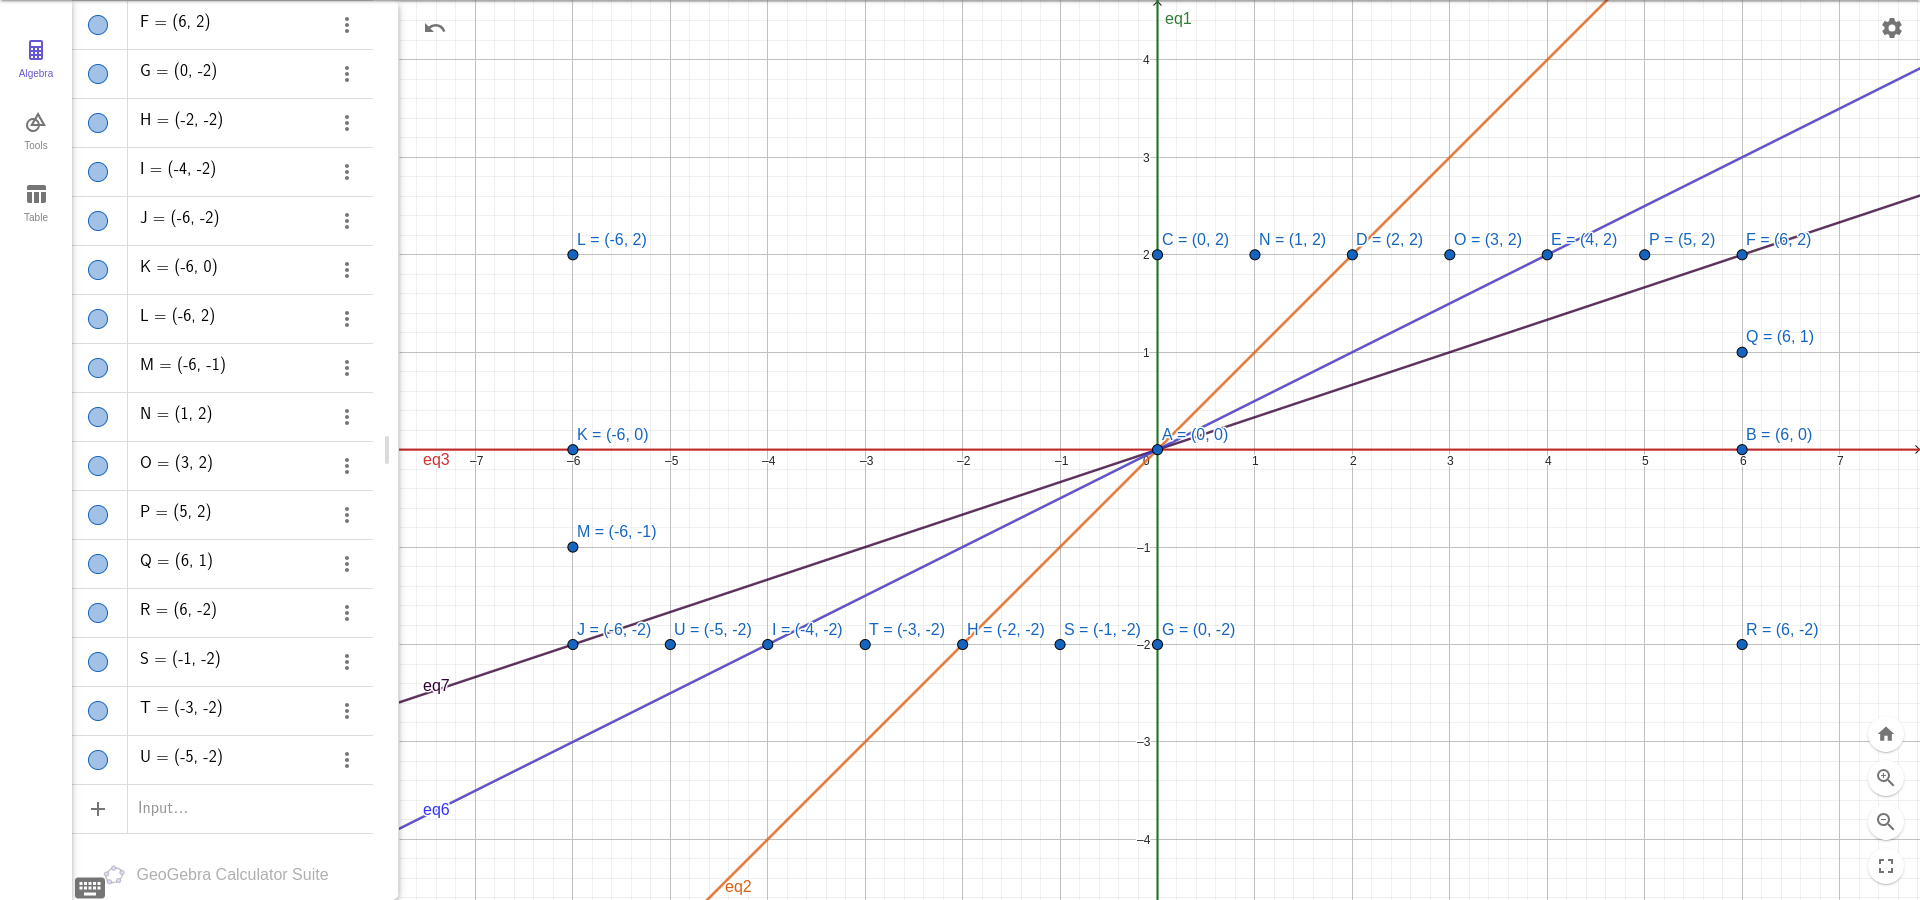 Algebra
Tools
Table
F = (6, 2)
G = (0, -2)
H = (-2, -2)
I = (-4, -2)
J = (-6, -2)
K = (-6, 0)
L = (-6, 2)
M = (-6, -1)
N = (1, 2)
O = (3, 2)
P = (5, 2)
Q = (6, 1)
R = (6, -2)
S = (-1, -2)
T = (-3, -2)
U = (-5, -2)
Input...
GeoGebra Calculator Suite
eq1
4
3
L = (-6, 2) C = (0, 2) N = (1, 2) D = (2, 2) O = (3, 2) E = (4, 2) P = (5, 2) F = (6, 2)
2
Q = (6, 1)
1
K = (-6, 0) A = (0, 0) B = (6, 0)
eq3 –7 –6 –5 –4 –3 –2 –1 0 1 2 3 4 5 6 7
M = (-6, -1)
–1
J = (-6, -2) U = (-5, -2) I = (-4, -2) T = (-3, -2) H = (-2, -2) S = (-1, -2) G = (0, -2) R = (6, -2)
–2
eq7
–3
eq6
–4
eq2